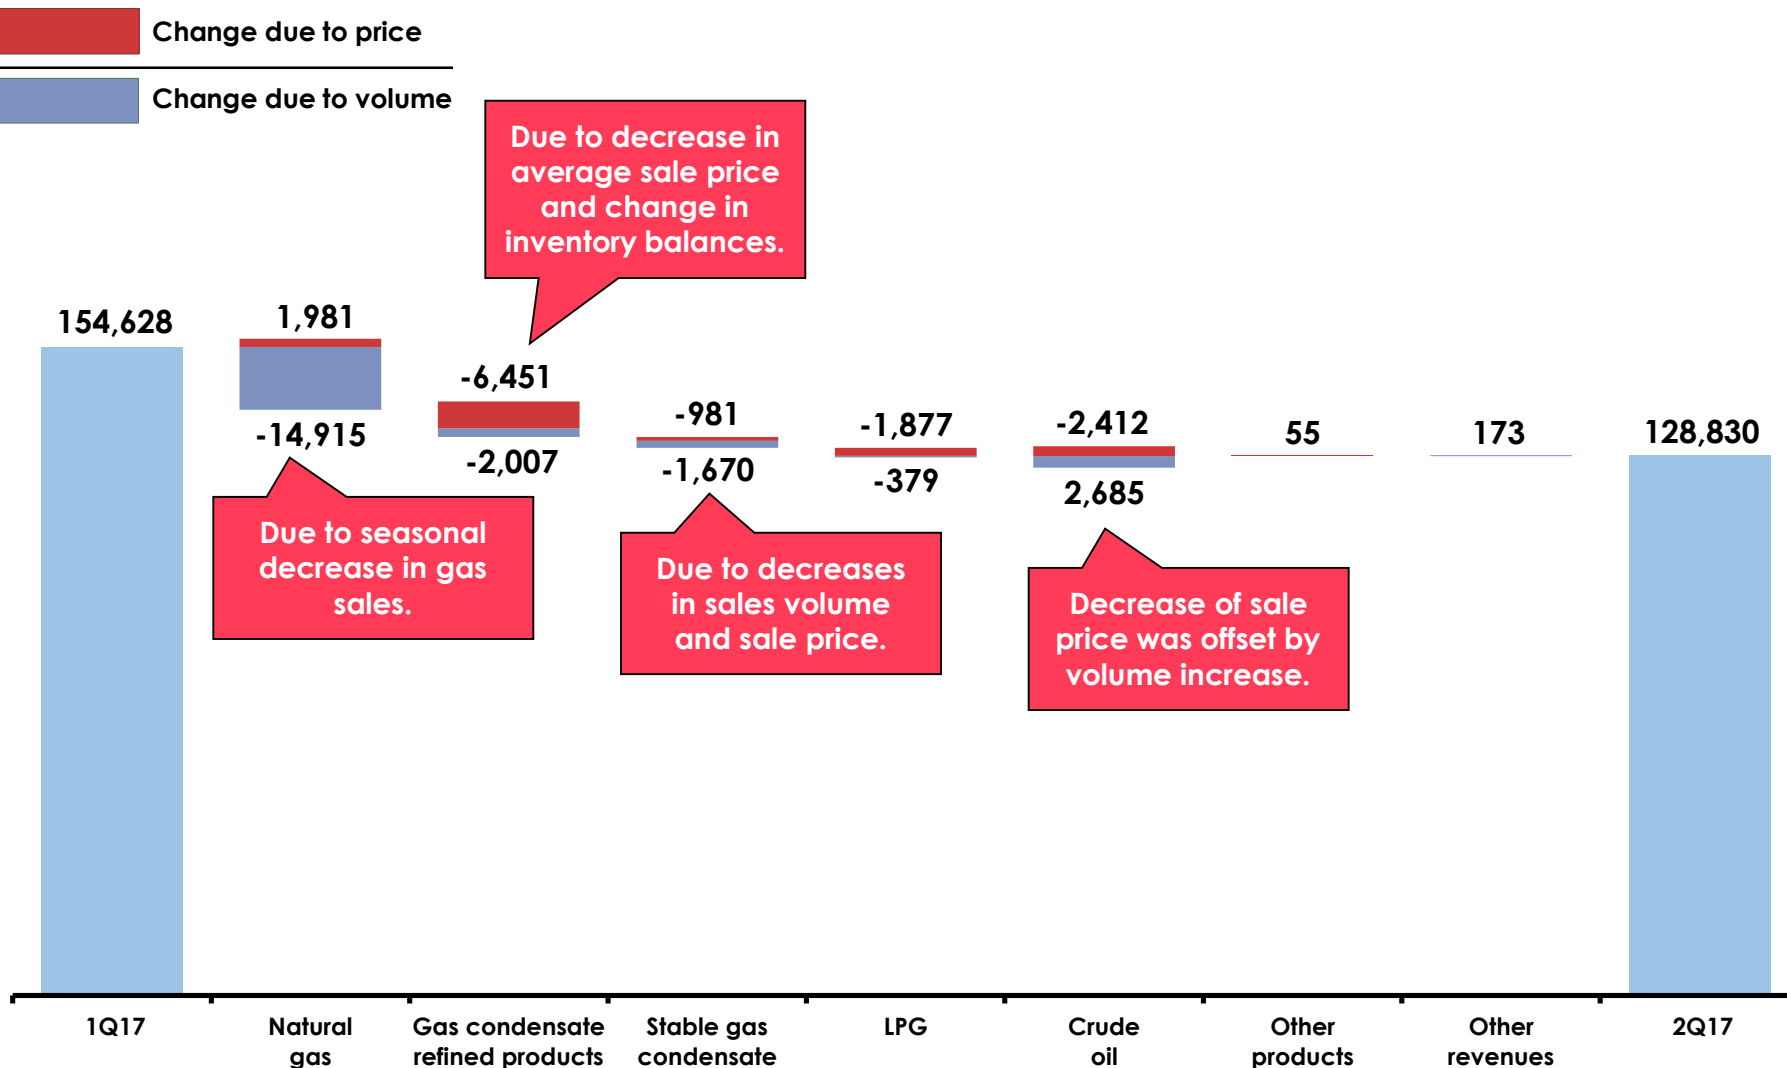 Change due to price
Change due to volume
Due to decrease in
average sale price
and change in
inventory balances.
154,628
1,981
-14,915
-6,451
-2,007
-981
-1,670
-1,877
-379
-2,412
2,685
55
173
128,830
Due to seasonal
decrease in gas
sales.
Due to decreases
in sales volume
and sale price.
Decrease of sale
price was offset by
volume increase.
1Q17
Natural
gas
Gas condensate
refined products
Stable gas
condensate
LPG
Crude
oil
Other
products
Other
revenues
2Q17